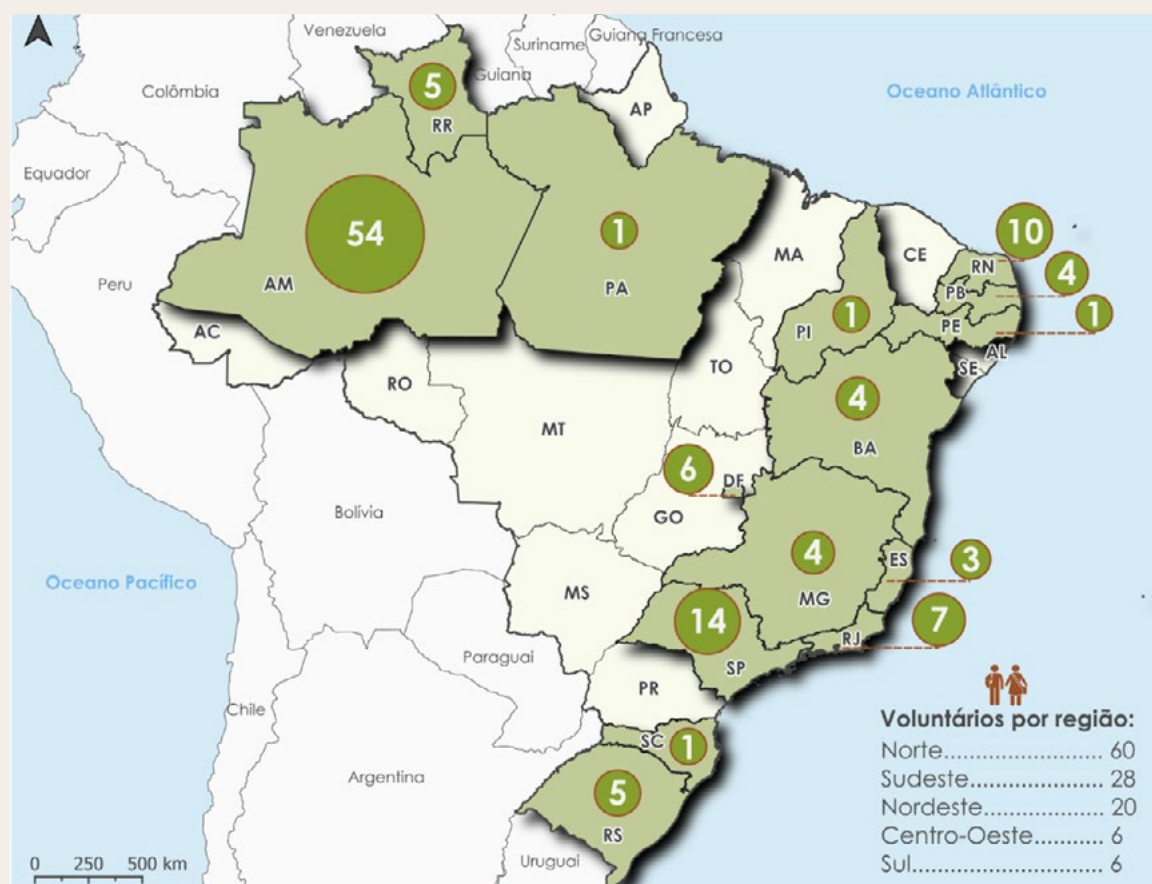 Venezuela
Suriname
Guiana Francesa
Guiana
Colômbia
5
RR
AP
Oceano Atlântico
Equador
54
1
10
MA
CE
RN
4
AM
PA
PB
Peru
1
PI
1
PE
AC
AL
SE
TO
RO
4
MT
BA
6
DF
Bolívia
GO
4
ES
3
Oceano Pacífico
MS
MG
14
7
RJ
Paraguai
SP
PR
Chile
SC
1
Argentina
5
RS
Uruguai
0 250 500 km
Voluntários por região:
Norte..................... 60
Sudeste.................. 28
Nordeste................ 20
Centro-Oeste.......... 6
Sul............................ 6